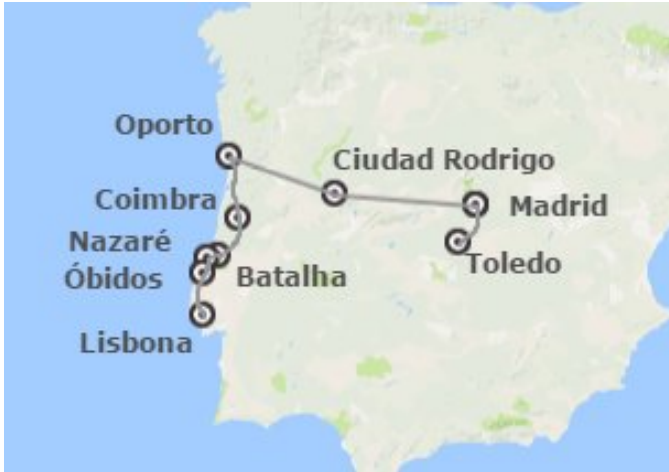 Oporto
Ciudad Rodrigo
Coimbra
Madrid
Nazaré
Toledo
Óbidos
Batalha
Lisbona